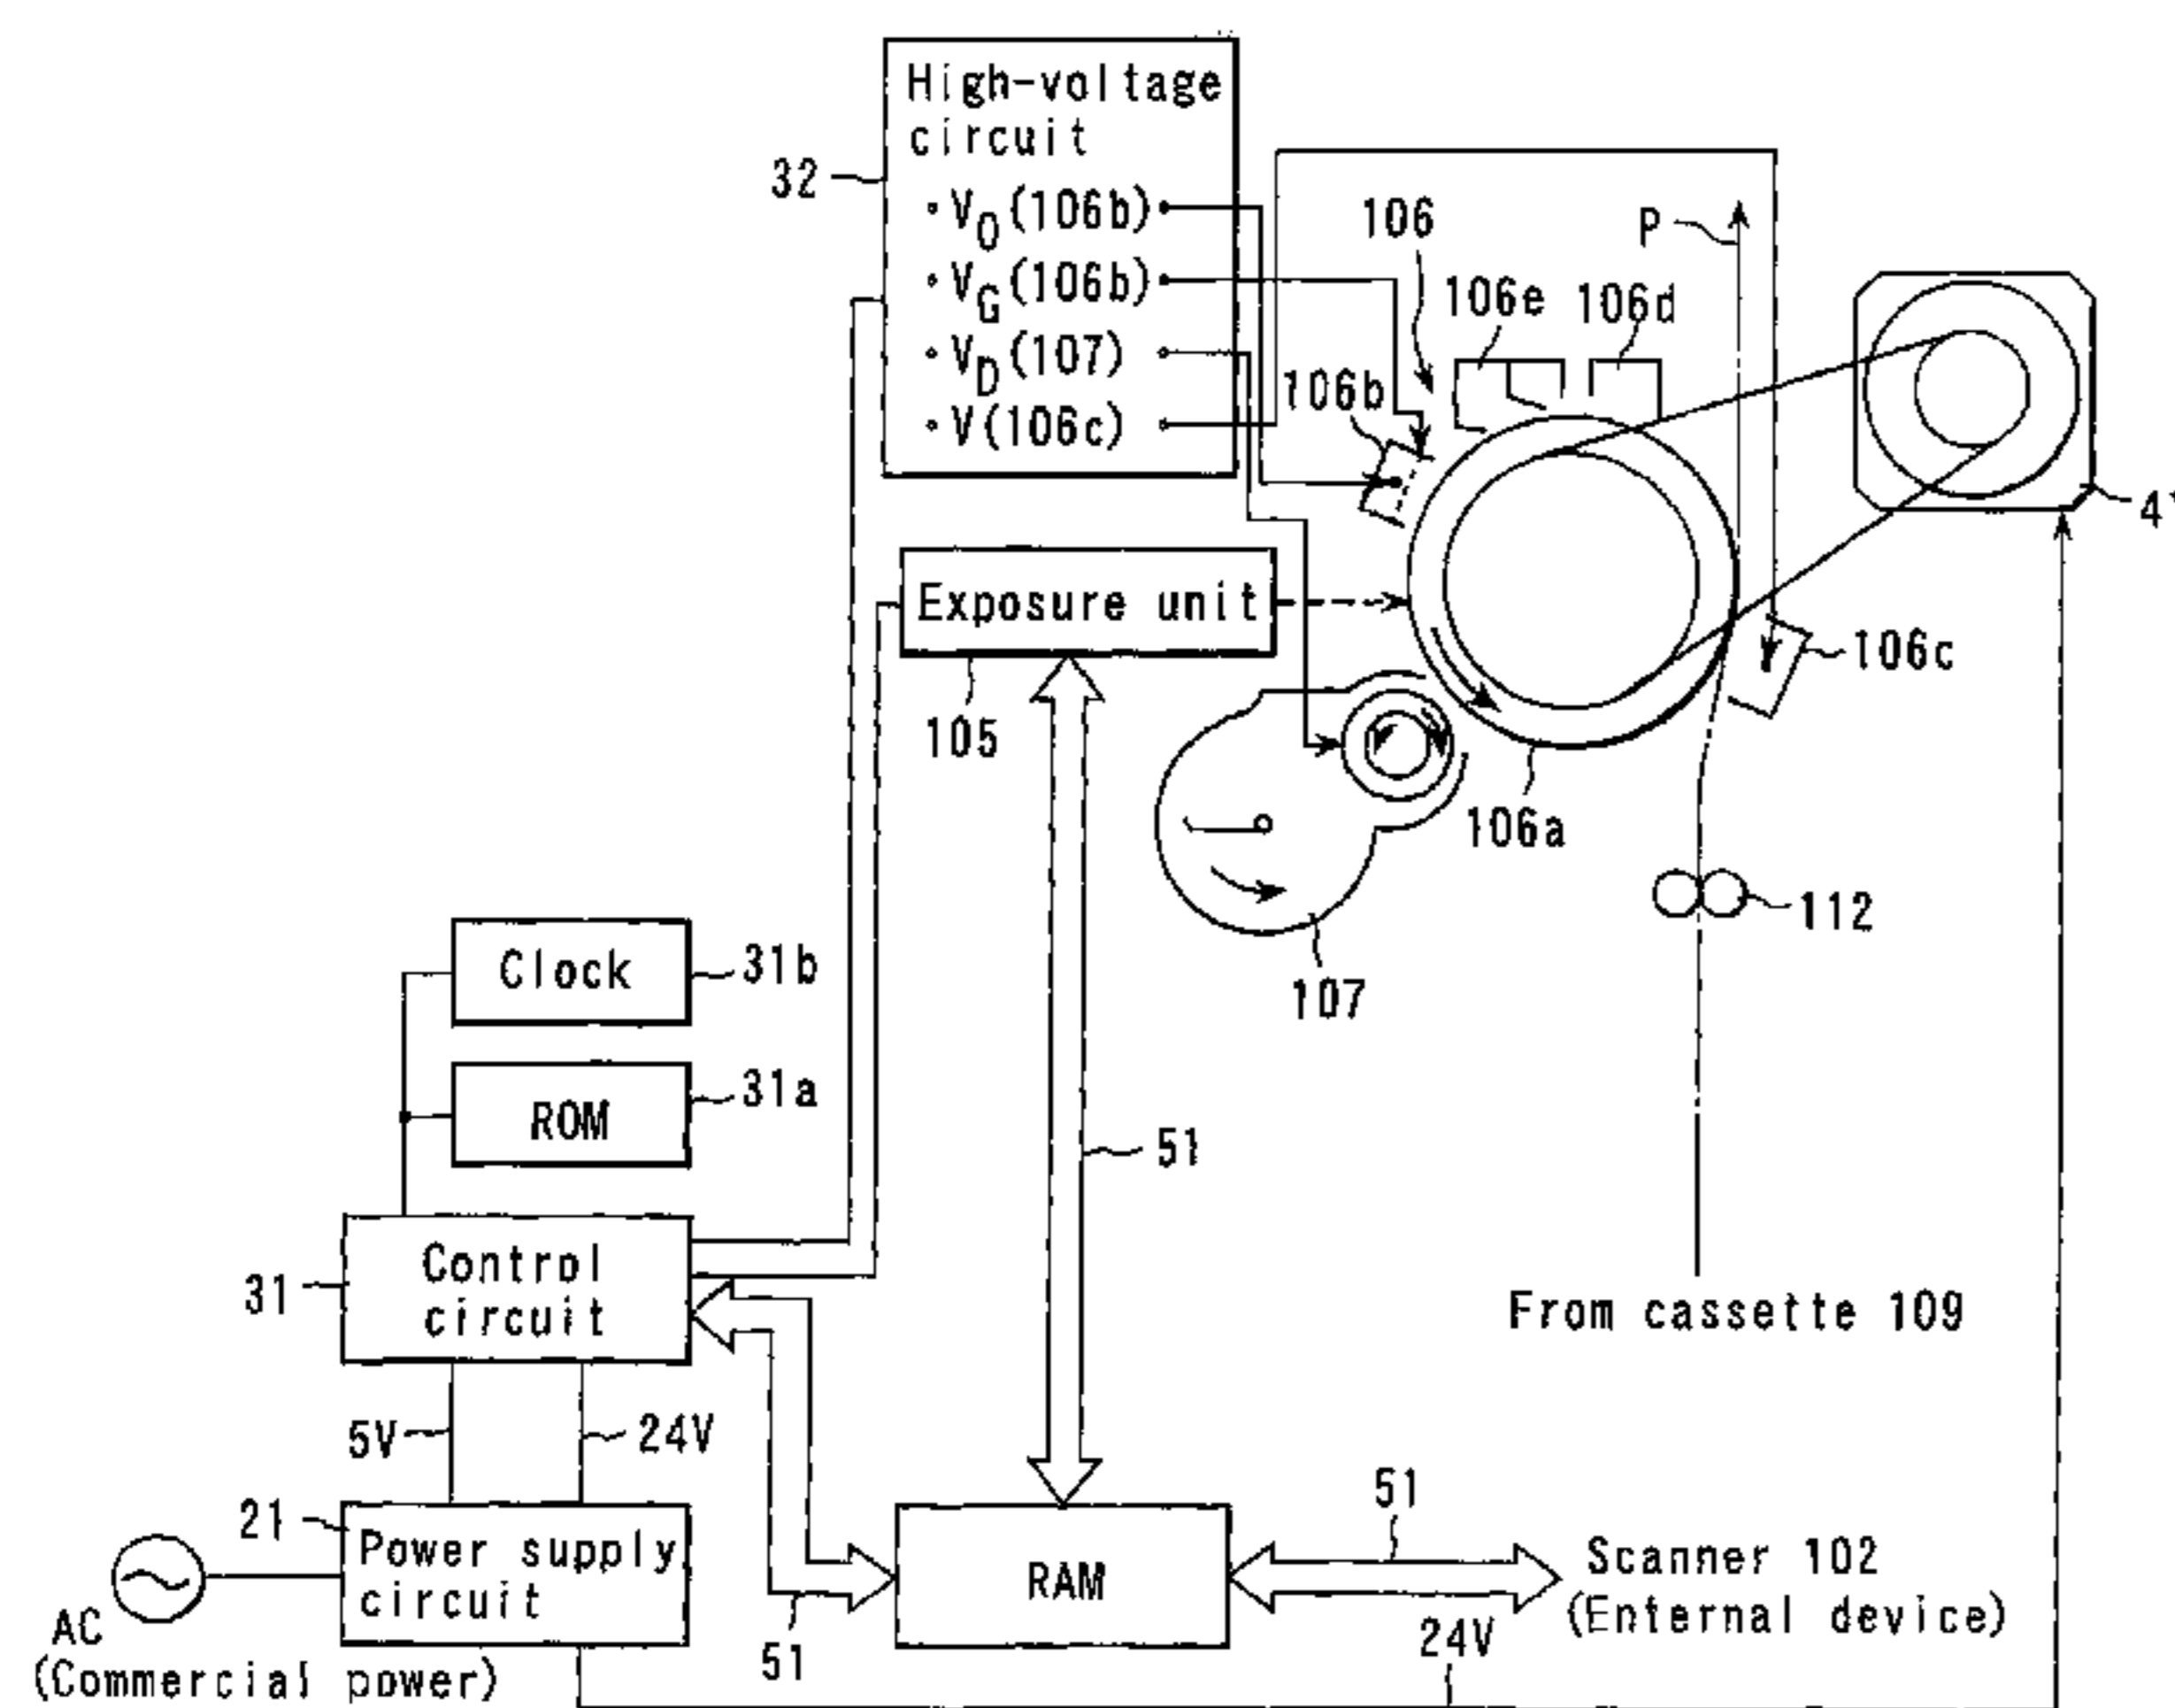 High-voltage
circuit
32
・VO(106b)
・VG(106b)
・VD(107)
・V(106c)
106
P
106e
106d
106b
Exposure unit
105
106c
106a
112
107
Clock
31b
ROM
31a
51
31
Control
circuit
From cassette 109
5V
24V
21
Power supply
circuit
AC
(Commercial power)
51
RAM
51
Scanner 102
(Enternal device)
24V